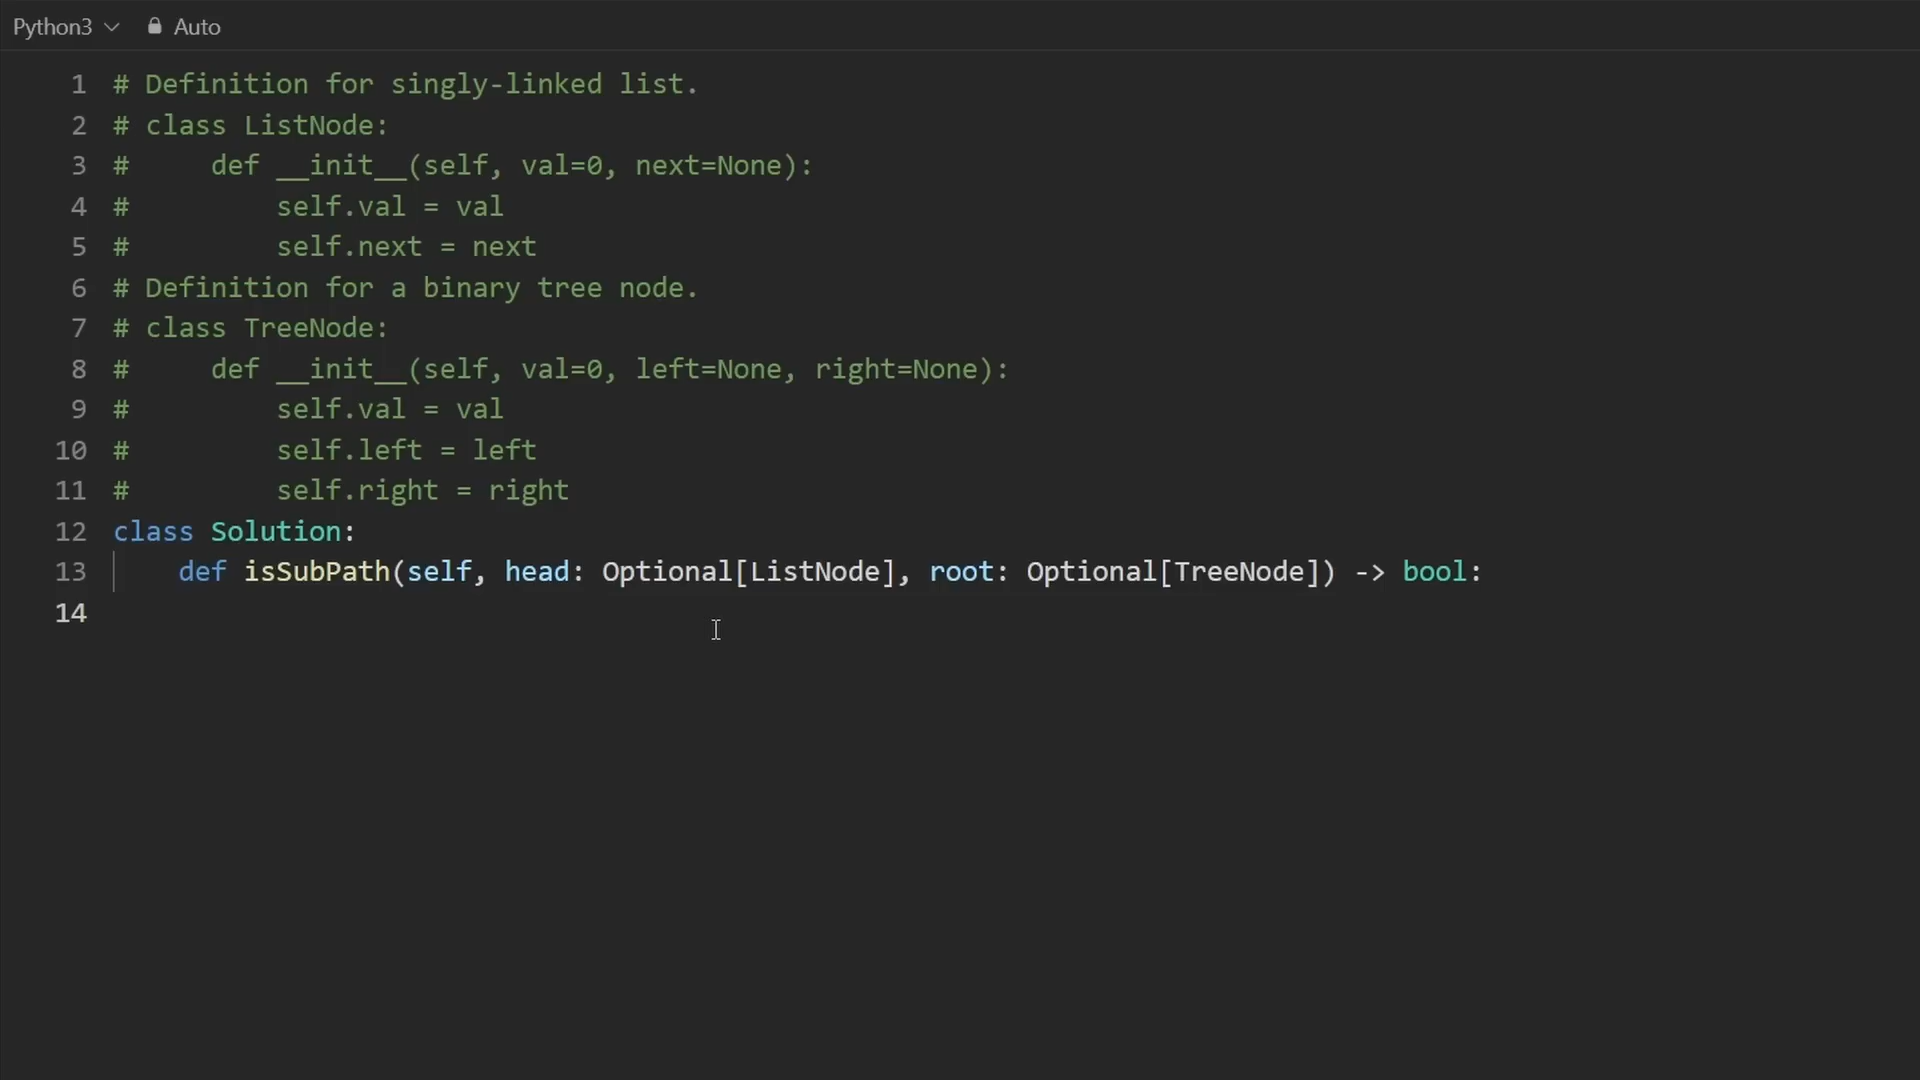 Python3 Auto
1 # Definition for singly-linked list.
2 # class ListNode:
3 #     def __init__(self, val=0, next=None):
4 #         self.val = val
5 #         self.next = next
6 # Definition for a binary tree node.
7 # class TreeNode:
8 #     def __init__(self, val=0, left=None, right=None):
9 #         self.val = val
10 #         self.left = left
11 #         self.right = right
12 class Solution:
13     def isSubPath(self, head: Optional[ListNode], root: Optional[TreeNode]) -> bool:
14